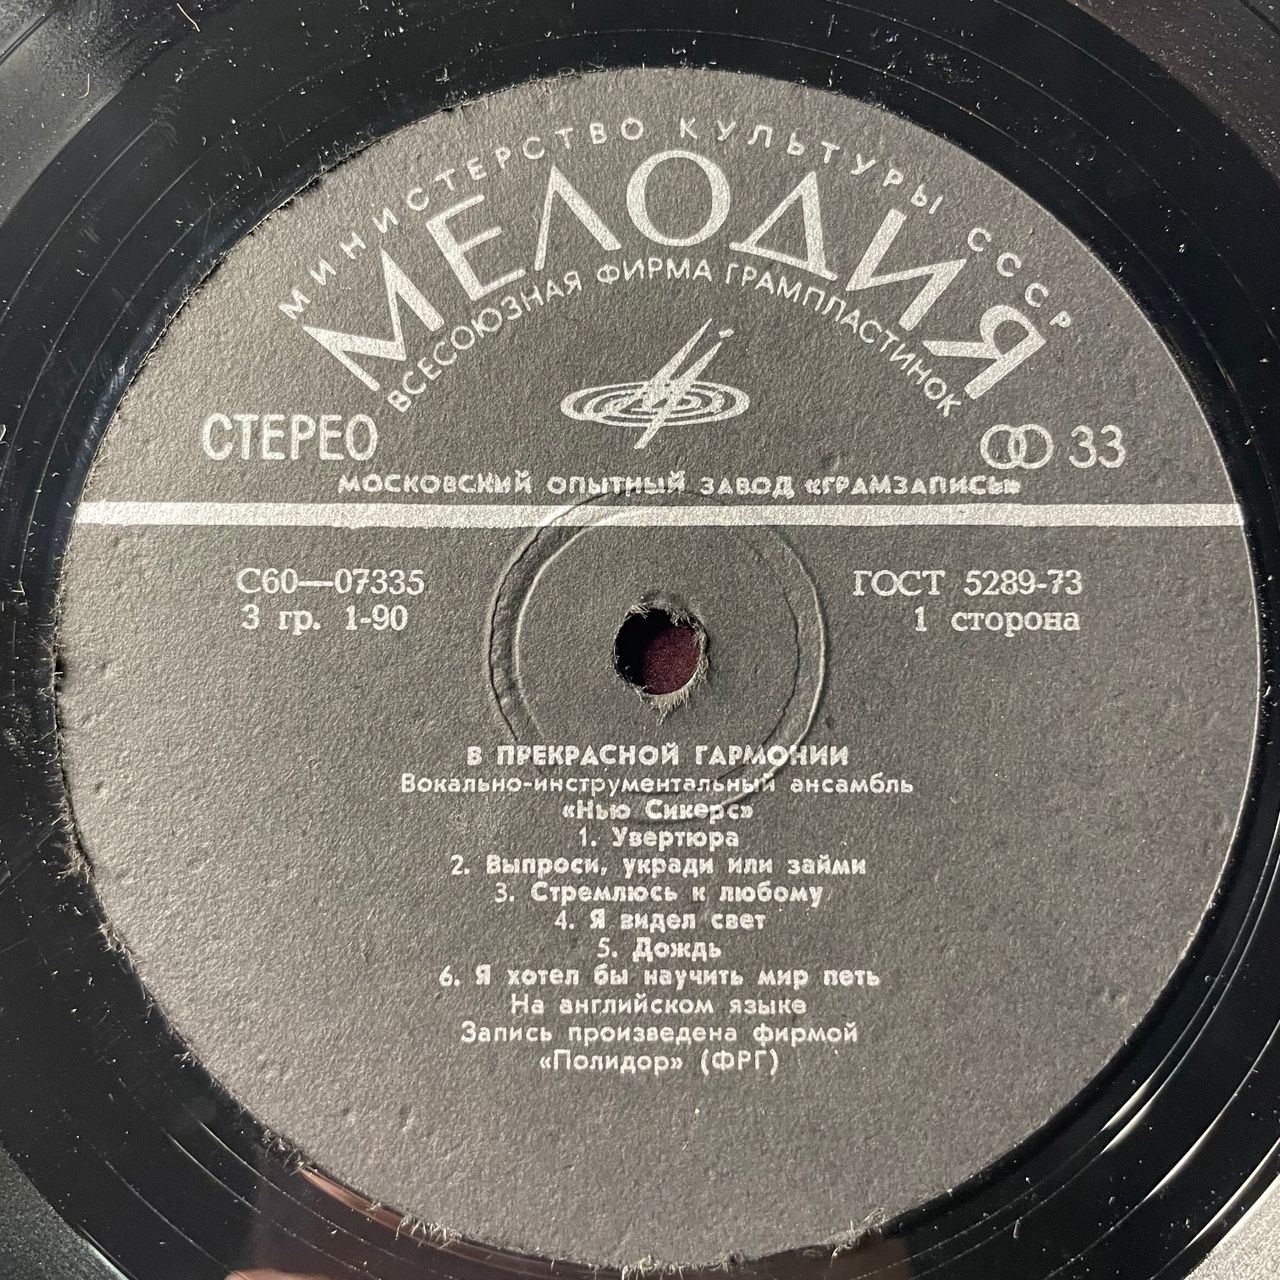 МИНИСТЕРСТВО КУЛЬТУРЫ СССР
МЕЛОДИЯ
ВСЕСОЮЗНАЯ ФИРМА ГРАМПЛАСТИНОК
СТЕРЕО
33
МОСКОВСКИЙ ОПЫТНЫЙ ЗАВОД «ГРАМЗАПИСЬ»
С60—07335
ГОСТ 5289-73
3 гр. 1-90
1 сторона
В ПРЕКРАСНОЙ ГАРМОНИИ
Вокально-инструментальный ансамбль
«Нью Сикерс»
1. Увертюра
2. Выпроси, укради или займи
3. Стремлюсь к любому
4. Я видел свет
5. Дождь
6. Я хотел бы научить мир петь
На английском языке
Запись произведена фирмой
«Полидор» (ФРГ)